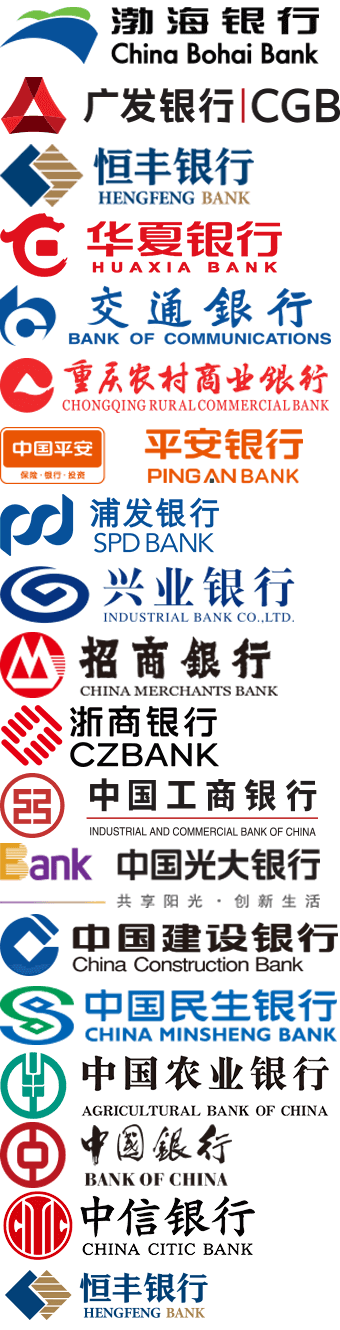 渤海银行
China Bohai Bank
广发银行|CGB
恒丰银行
HENGFENG BANK
华夏银行
HUAXIA BANK
交通銀行
BANK OF COMMUNICATIONS
重庆农村商业银行
CHONGQING RURAL COMMERCIAL BANK
中国平安
保险·银行·投资
平安银行
PING AN BANK
浦发银行
SPD BANK
兴业银行
INDUSTRIAL BANK CO.,LTD.
招商銀行
CHINA MERCHANTS BANK
浙商银行
CZBANK
中国工商银行
INDUSTRIAL AND COMMERCIAL BANK OF CHINA
Bank 中国光大银行
共享阳光·创新生活
中国建设银行
China Construction Bank
中国民生银行
CHINA MINSHENG BANK
中国农业银行
AGRICULTURAL BANK OF CHINA
中國銀行
BANK OF CHINA
CITIC
中信银行
CHINA CITIC BANK
恒丰银行
HENGFENG BANK